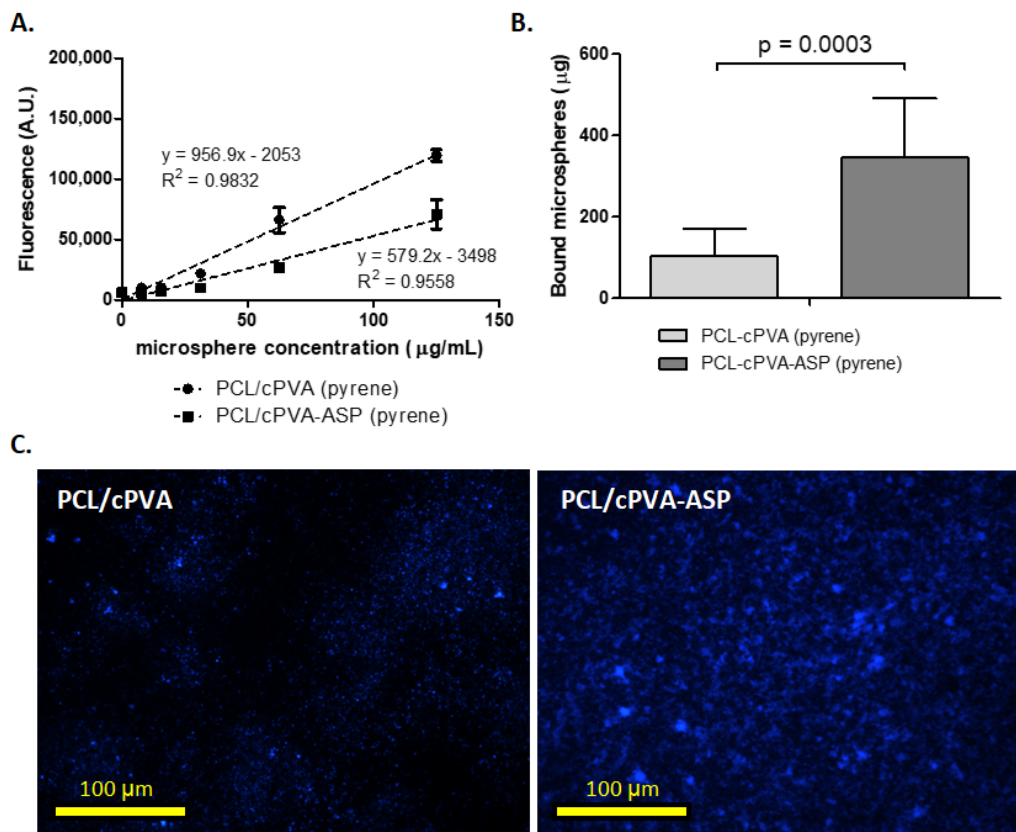 A.
200,000
150,000
100,000
50,000
0
Fluorescence (A.U.)
y = 956.9x - 2053
R² = 0.9832
y = 579.2x - 3498
R² = 0.9558
0 50 100 150
microsphere concentration ( µg/mL)
PCL/cPVA (pyrene)
PCL/cPVA-ASP (pyrene)
B.
p = 0.0003
600
400
200
0
Bound microspheres ( µg)
PCL-cPVA (pyrene)
PCL-cPVA-ASP (pyrene)
C.
PCL/cPVA
100 µm
PCL/cPVA-ASP
100 µm